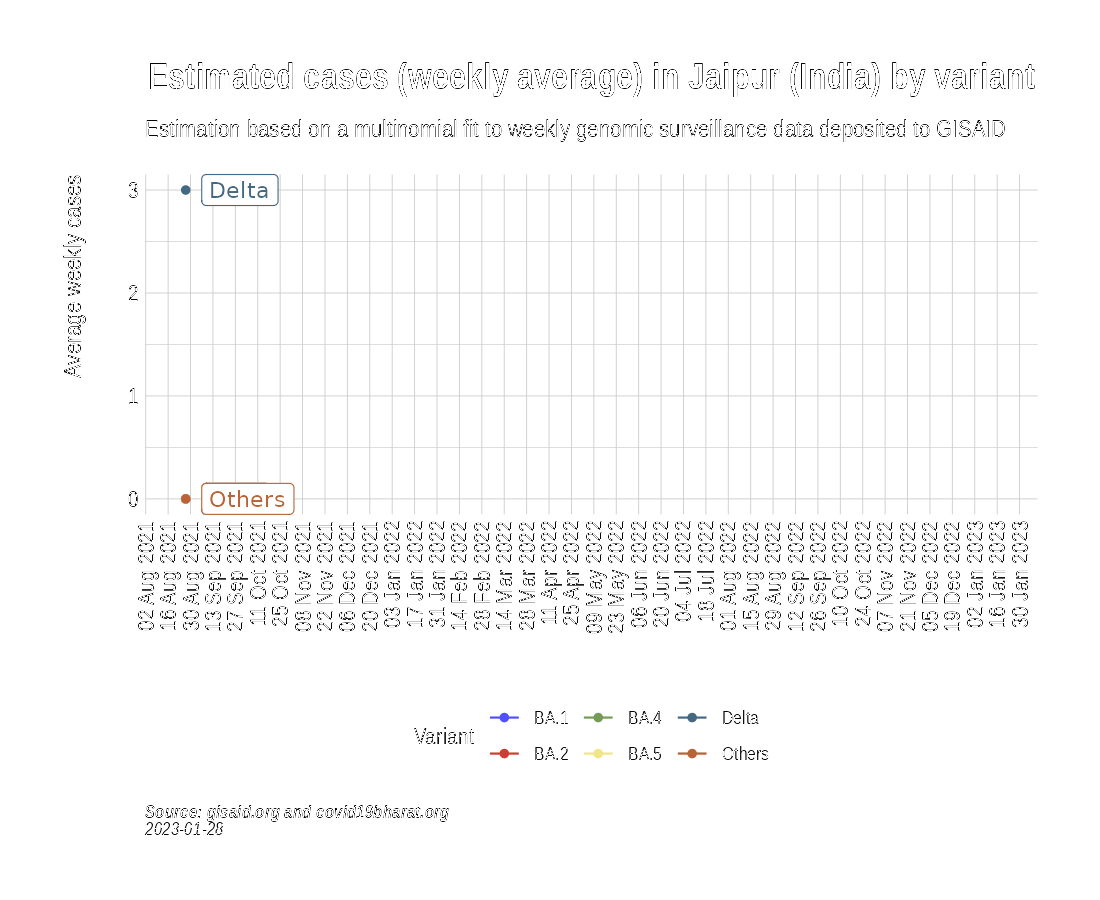 Estimated cases (weekly average) in Jaipur (India) by variant
Estimation based on a multinomial fit to weekly genomic surveillance data deposited to GISAID
Average weekly cases
3
2
1
0
Delta
Others
02 Aug 2021
16 Aug 2021
30 Aug 2021
13 Sep 2021
27 Sep 2021
11 Oct 2021
25 Oct 2021
08 Nov 2021
22 Nov 2021
06 Dec 2021
20 Dec 2021
03 Jan 2022
17 Jan 2022
31 Jan 2022
14 Feb 2022
28 Feb 2022
14 Mar 2022
28 Mar 2022
11 Apr 2022
25 Apr 2022
09 May 2022
23 May 2022
06 Jun 2022
20 Jun 2022
04 Jul 2022
18 Jul 2022
01 Aug 2022
15 Aug 2022
29 Aug 2022
12 Sep 2022
26 Sep 2022
10 Oct 2022
24 Oct 2022
07 Nov 2022
21 Nov 2022
05 Dec 2022
19 Dec 2022
02 Jan 2023
16 Jan 2023
30 Jan 2023
Variant
BA.1
BA.4
Delta
BA.2
BA.5
Others
Source: gisaid.org and covid19bharat.org
2023-01-28